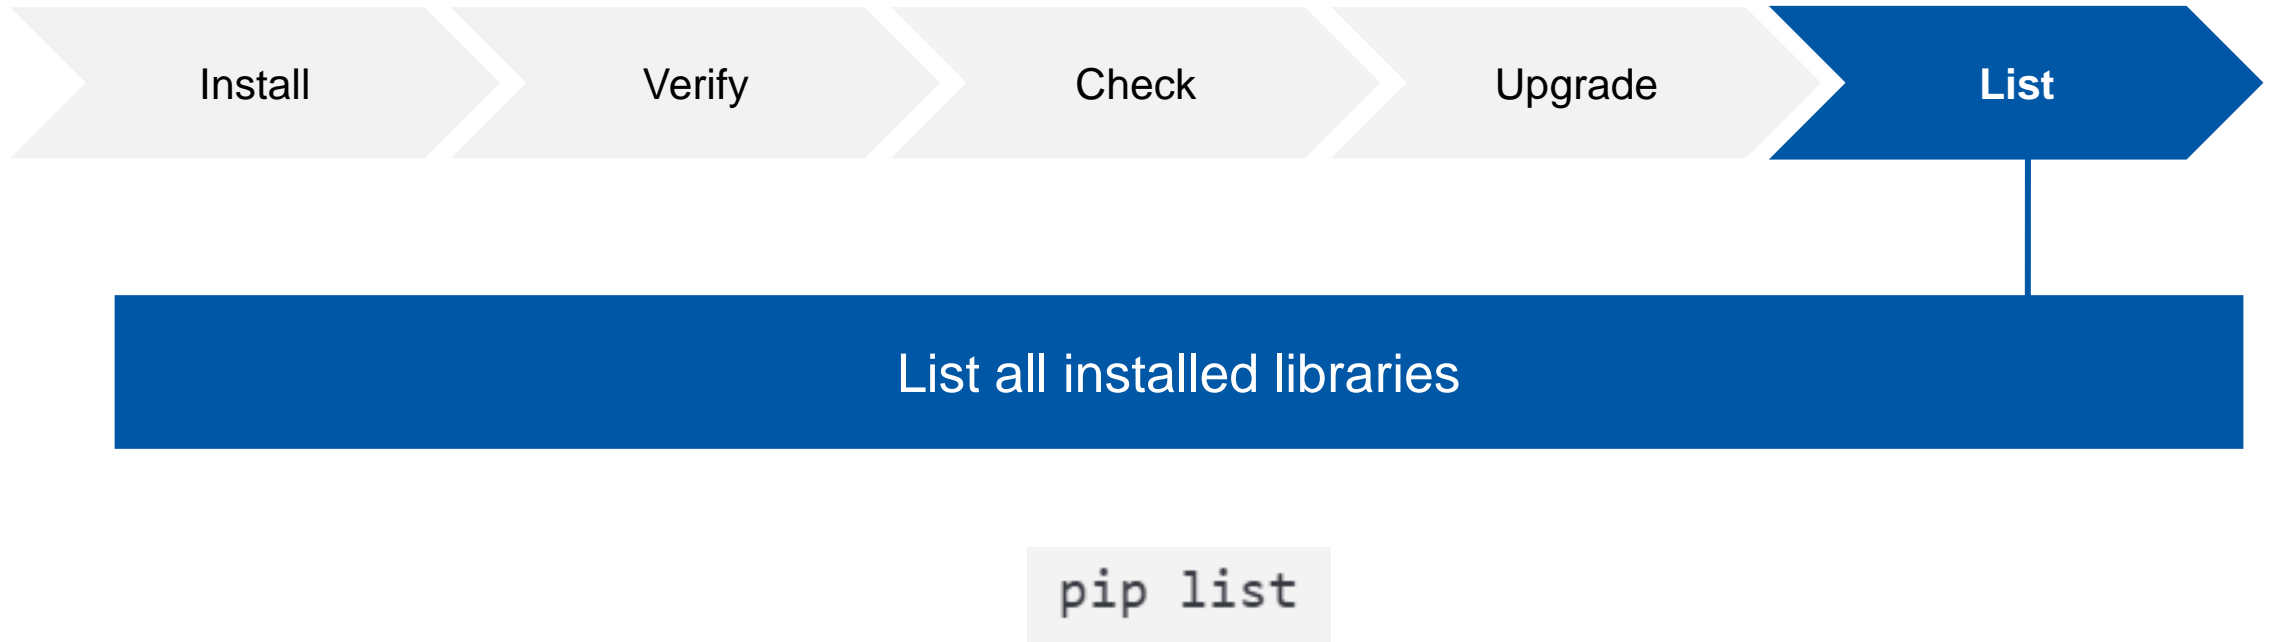 Install
Verify
Check
Upgrade
List
List all installed libraries
pip list